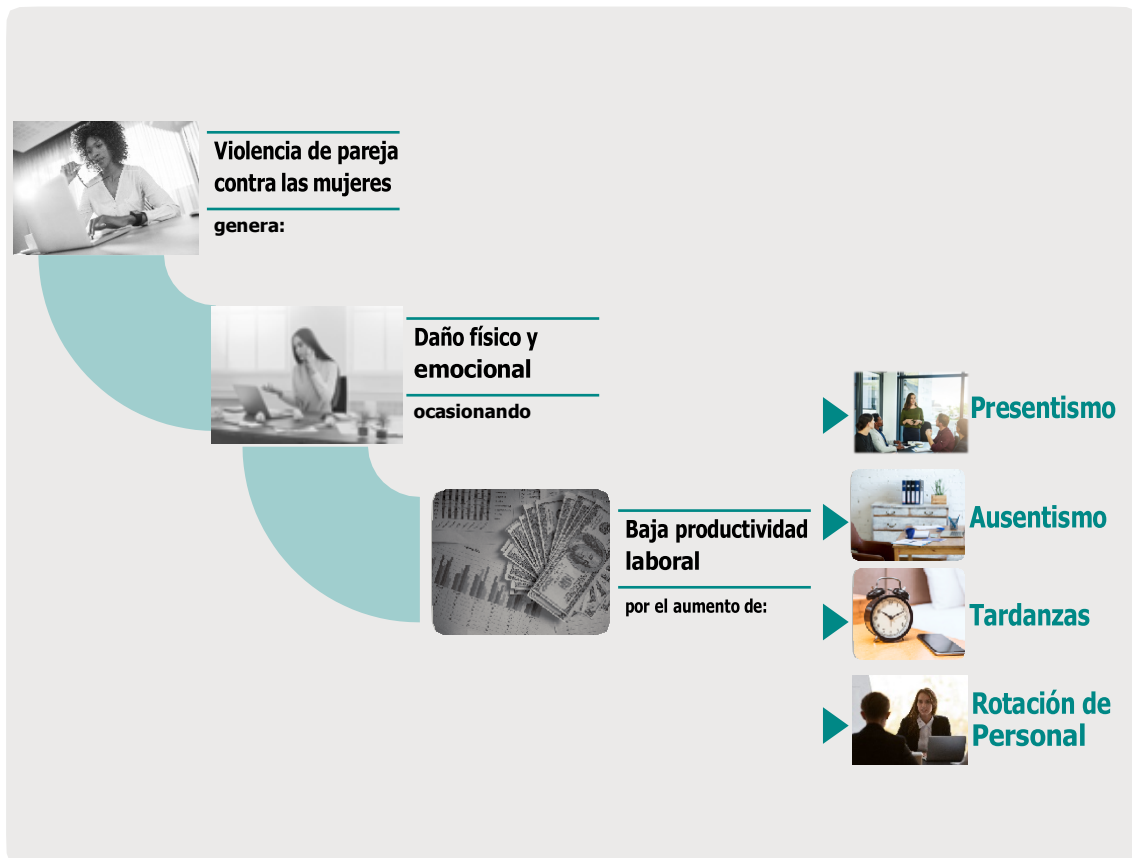 Violencia de pareja
contra las mujeres
genera:
Daño físico y
emocional
ocasionando
Baja productividad
laboral
por el aumento de:
Presentismo
Ausentismo
Tardanzas
Rotación de
Personal